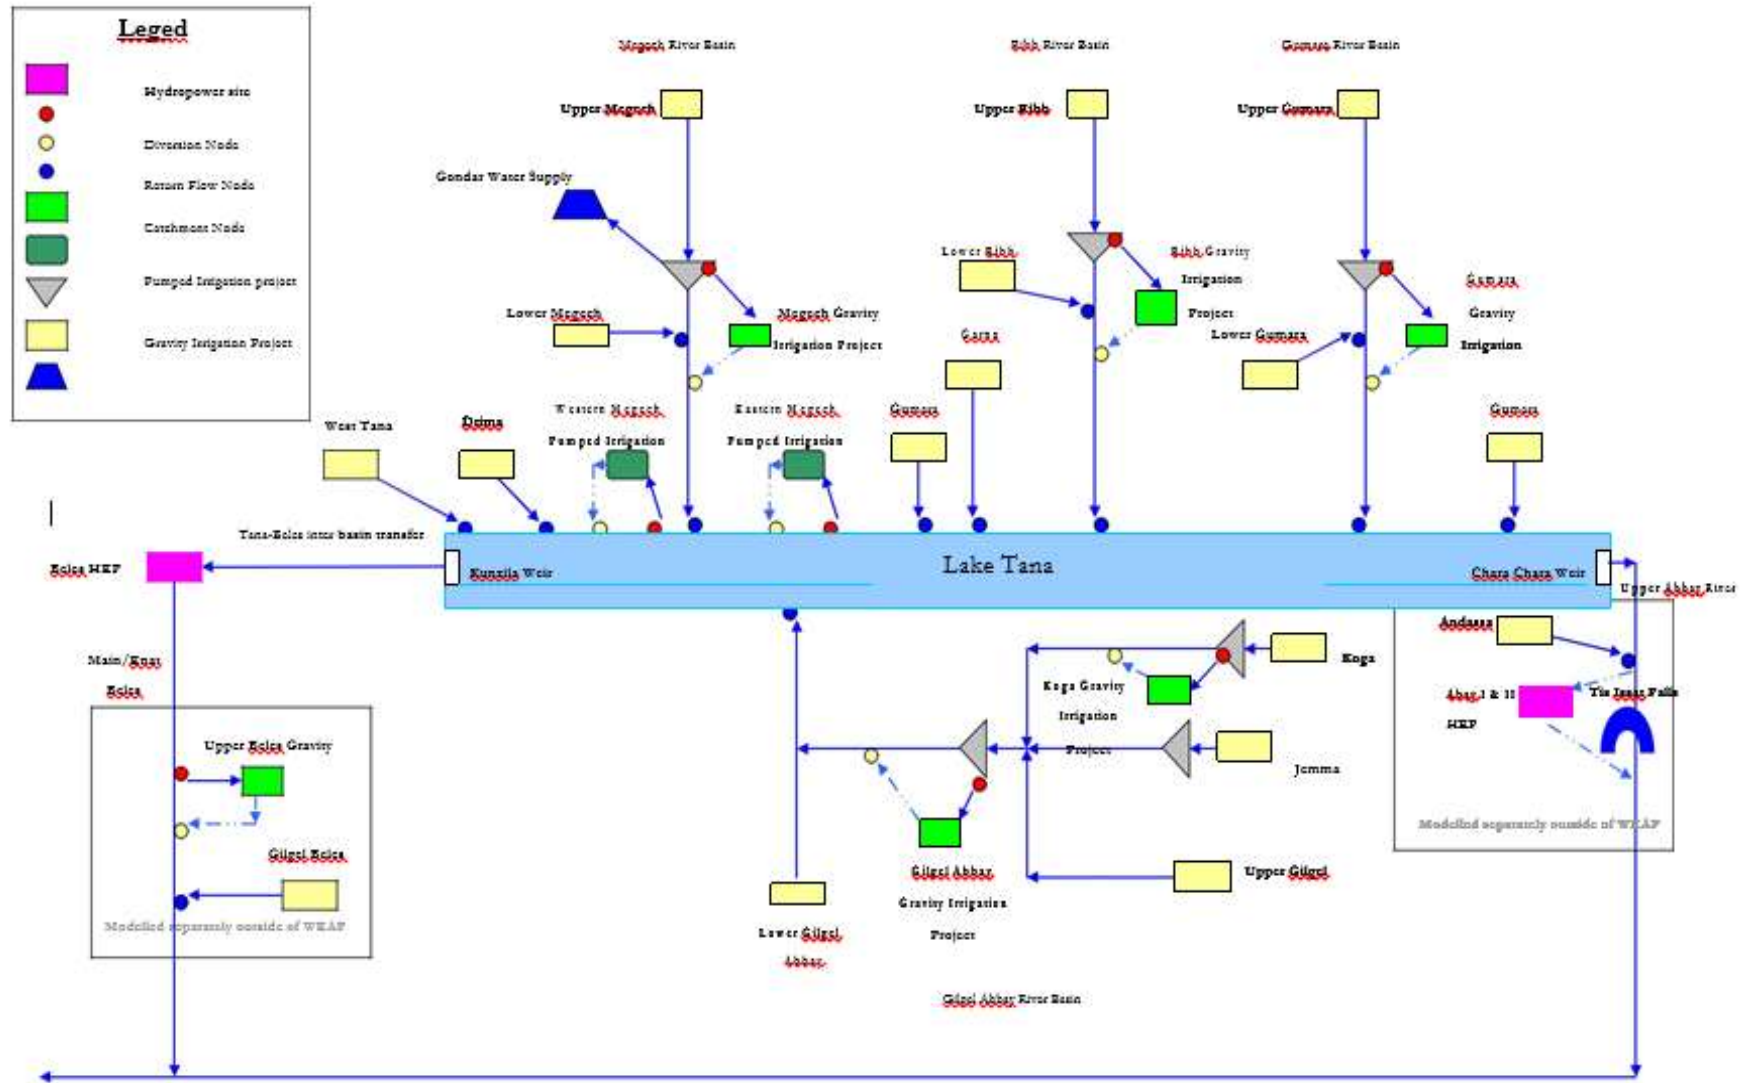 Leged
Hydropower site
Diversion Node
Return Flow Node
Catchment Node
Pumped Irrigation project
Gravity Irrigation Project
Megech River Basin
Ribb River Basin
Gumara River Basin
Upper Megech
Upper Ribb
Upper Gumara
Gondar Water Supply
Lower Ribb
Ribb Gravity
Irrigation
Project
Gumara
Gravity
Irrigation
Lower Megech
Megech Gravity
Irrigation Project
Garna
Lower Gumara
West Tana
Dzima
Western Megech
Pumped Irrigation
Eastern Megech
Pumped Irrigation
Gumara
Gumara
Tana-Beles inter basin transfer
Lake Tana
Beles HEP
Kunzila Weir
Chara Chara Weir
Upper Abbay River
Andassa
Koga
Main/Enat
Beles
Koga Gravity
Irrigation
Project
Abay I & II
HEP
Tis Issat Falls
Upper Beles Gravity
Jemma
Modelled separately outside of WEAP
Gilgel Beles
Gilgel Abbay
Gravity Irrigation
Project
Upper Gilgel
Modelled separately outside of WEAP
Lower Gilgel
Abbay
Gilgel Abbay River Basin